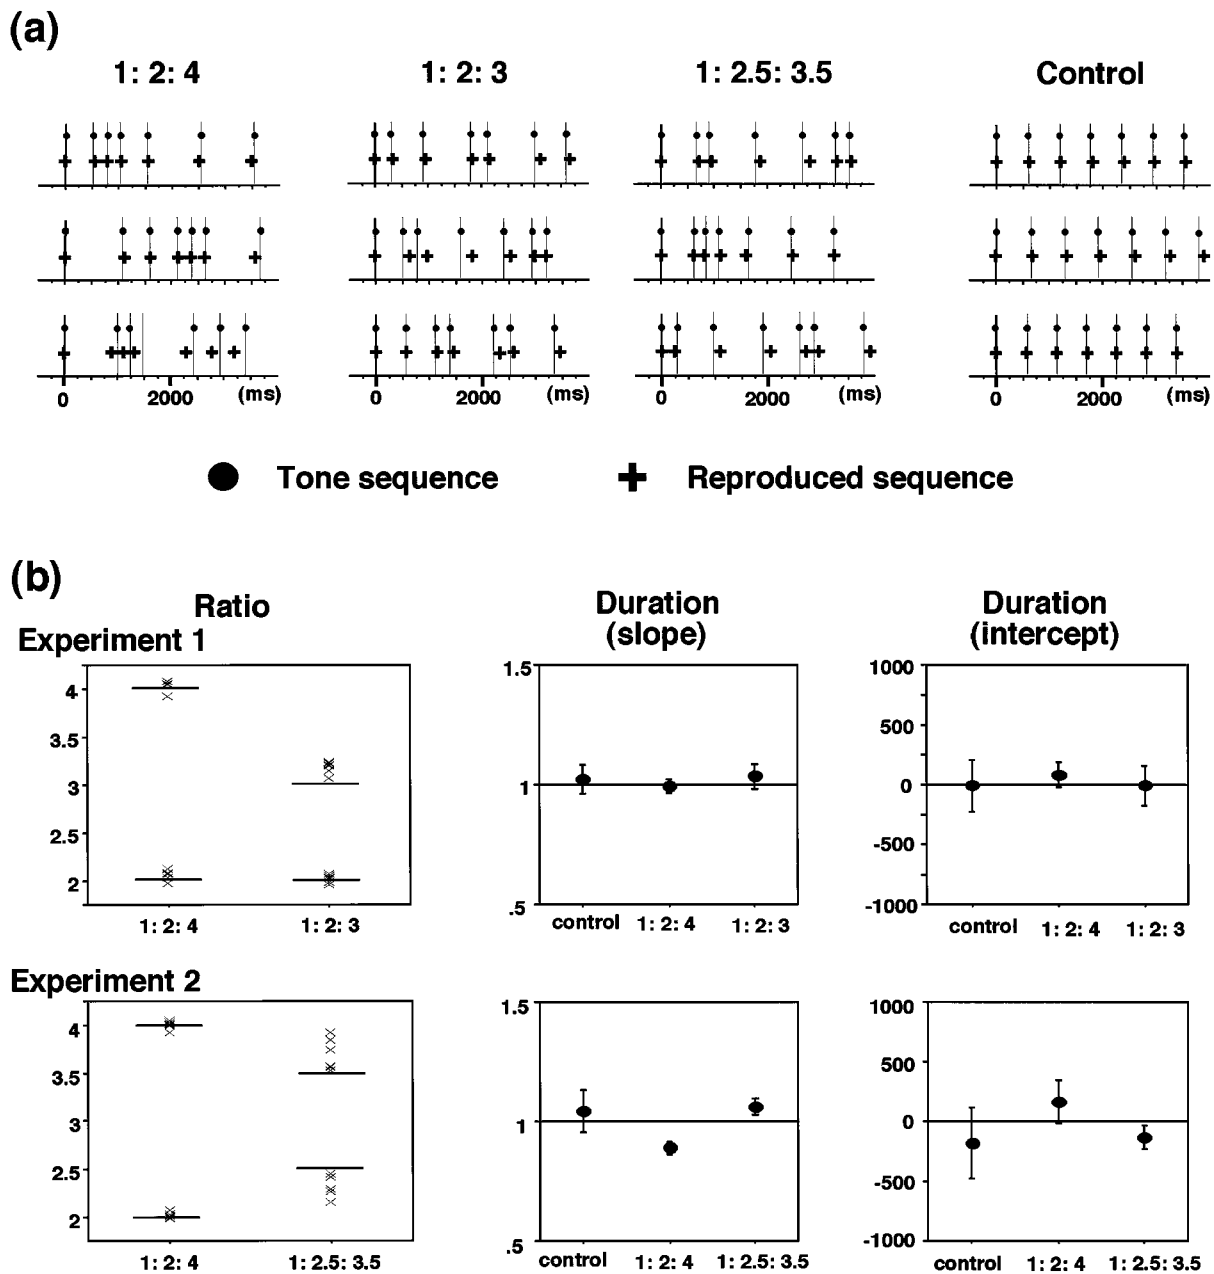 (a)
1: 2: 4
1: 2: 3
1: 2.5: 3.5
Control
0 2000 (ms)
0 2000 (ms)
0 2000 (ms)
0 2000 (ms)
Tone sequence
Reproduced sequence
(b)
Ratio
Duration
(slope)
Duration
(intercept)
Experiment 1
4
3.5
3
2.5
2
1: 2: 4
1: 2: 3
1.5
1
.5
control
1: 2: 4
1: 2: 3
1000
500
0
-500
-1000
control
1: 2: 4
1: 2: 3
Experiment 2
4
3.5
3
2.5
2
1: 2: 4
1: 2.5: 3.5
1.5
1
.5
control
1: 2: 4
1: 2.5: 3.5
1000
500
0
-500
-1000
control
1: 2: 4
1: 2.5: 3.5